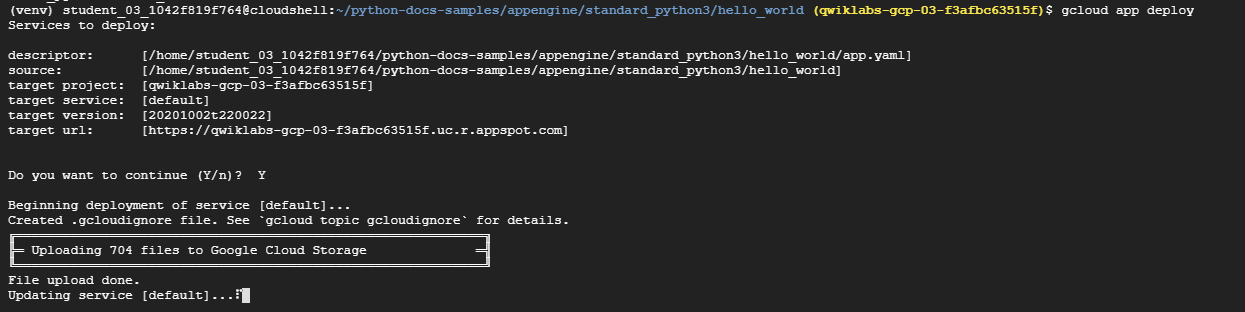 (venv) student_03_1042f819f764@cloudshell:~/python-docs-samples/appengine/standard_python3/hello_world (qwiklabs-gcp-03-f3afbc63515f)$ gcloud app deploy
Services to deploy:
descriptor: [/home/student_03_1042f819f764/python-docs-samples/appengine/standard_python3/hello_world/app.yaml]
source: [/home/student_03_1042f819f764/python-docs-samples/appengine/standard_python3/hello_world]
target project: [qwiklabs-gcp-03-f3afbc63515f]
target service: [default]
target version: [20201002t220022]
target url: [https://qwiklabs-gcp-03-f3afbc63515f.uc.r.appspot.com]
Do you want to continue (Y/n)? Y
Beginning deployment of service [default]...
Created .gcloudignore file. See `gcloud topic gcloudignore` for details.
Uploading 704 files to Google Cloud Storage
File upload done.
Updating service [default]...